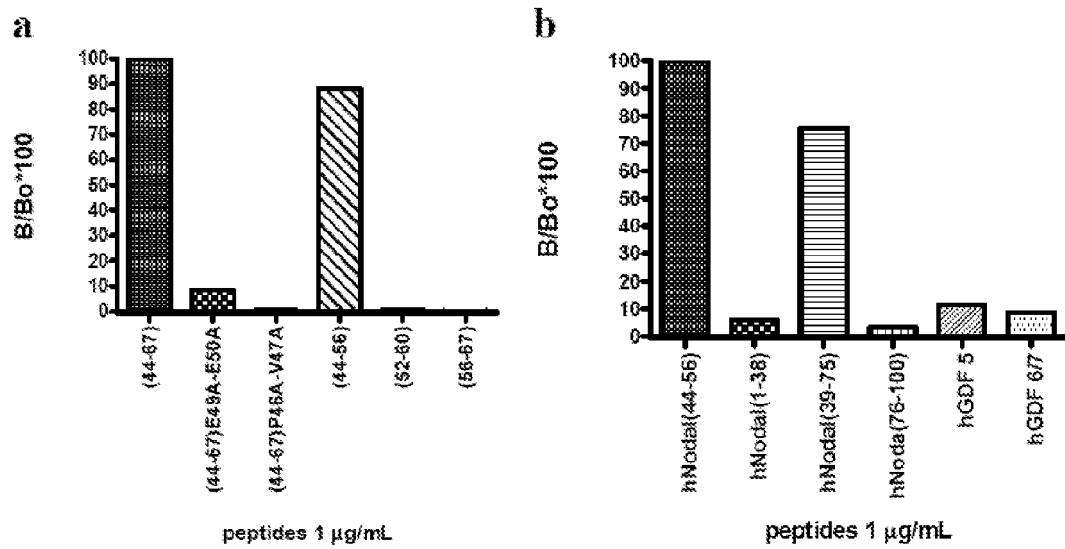 a
100
90
80
70
60
50
40
30
20
10
0
B/Bo*100
(44-67)
(44-67)E49A-E50A
(44-67)P46A-V47A
(44-56)
(52-60)
(56-67)
peptides 1 µg/mL
b
100
90
80
70
60
50
40
30
20
10
0
B/Bo*100
hNodal(44-56)
hNodal(1-38)
hNodal(39-75)
hNoda(76-100)
hGDF 5
hGDF 6/7
peptides 1 µg/mL